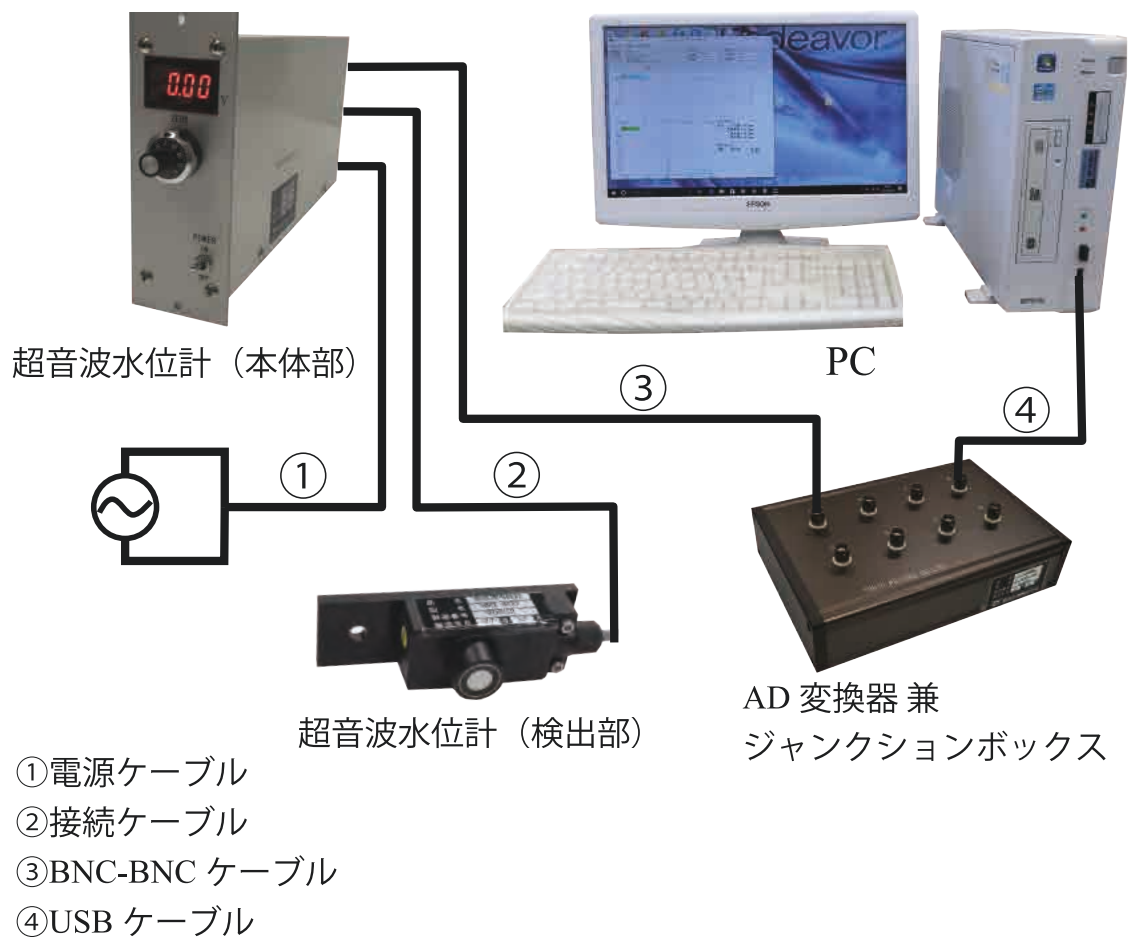 0.00
V
POWER
deavor
EPSON
超音波水位計（本体部）
PC
③
④
①
②
超音波水位計（検出部）
AD 変換器 兼
ジャンクションボックス
①電源ケーブル
②接続ケーブル
③BNC-BNC ケーブル
④USB ケーブル